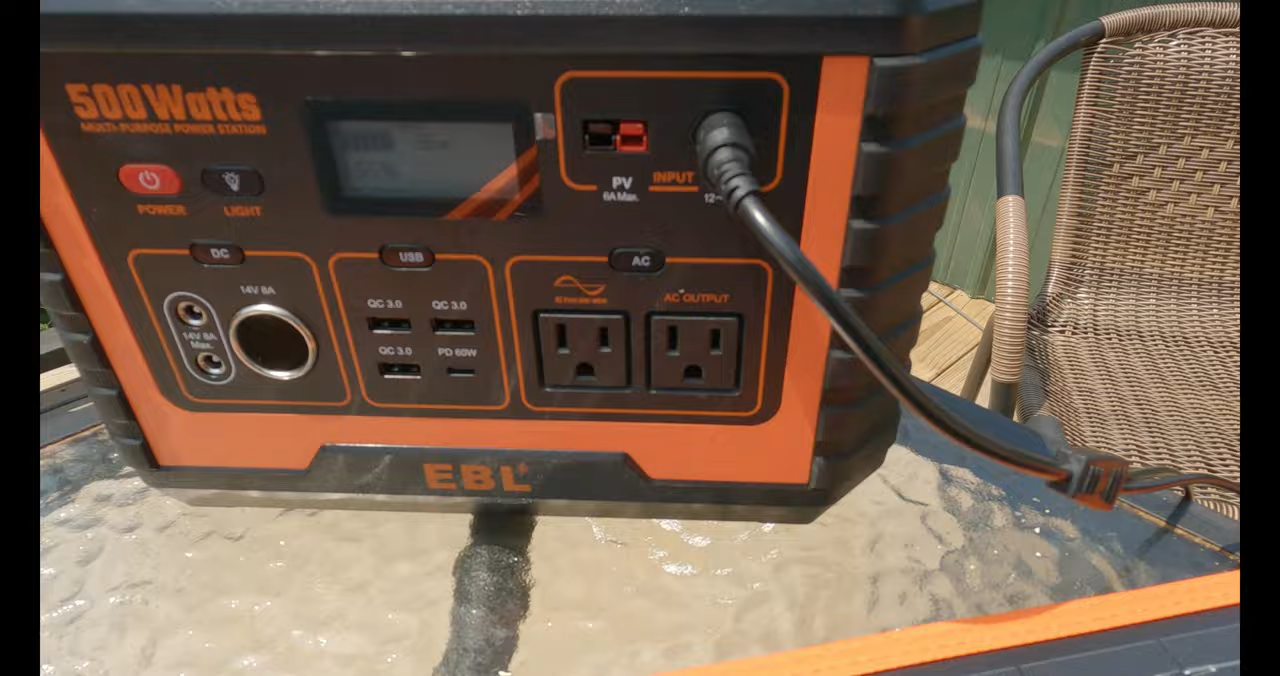 500Watts
MULTI-PURPOSE POWER STATION
POWER
LIGHT
PV
6A Max.
INPUT
DC
14V 8A
14V 8A
Max.
USB
QC 3.0
QC 3.0
QC 3.0
PD 60W
AC
AC OUTPUT
EBL